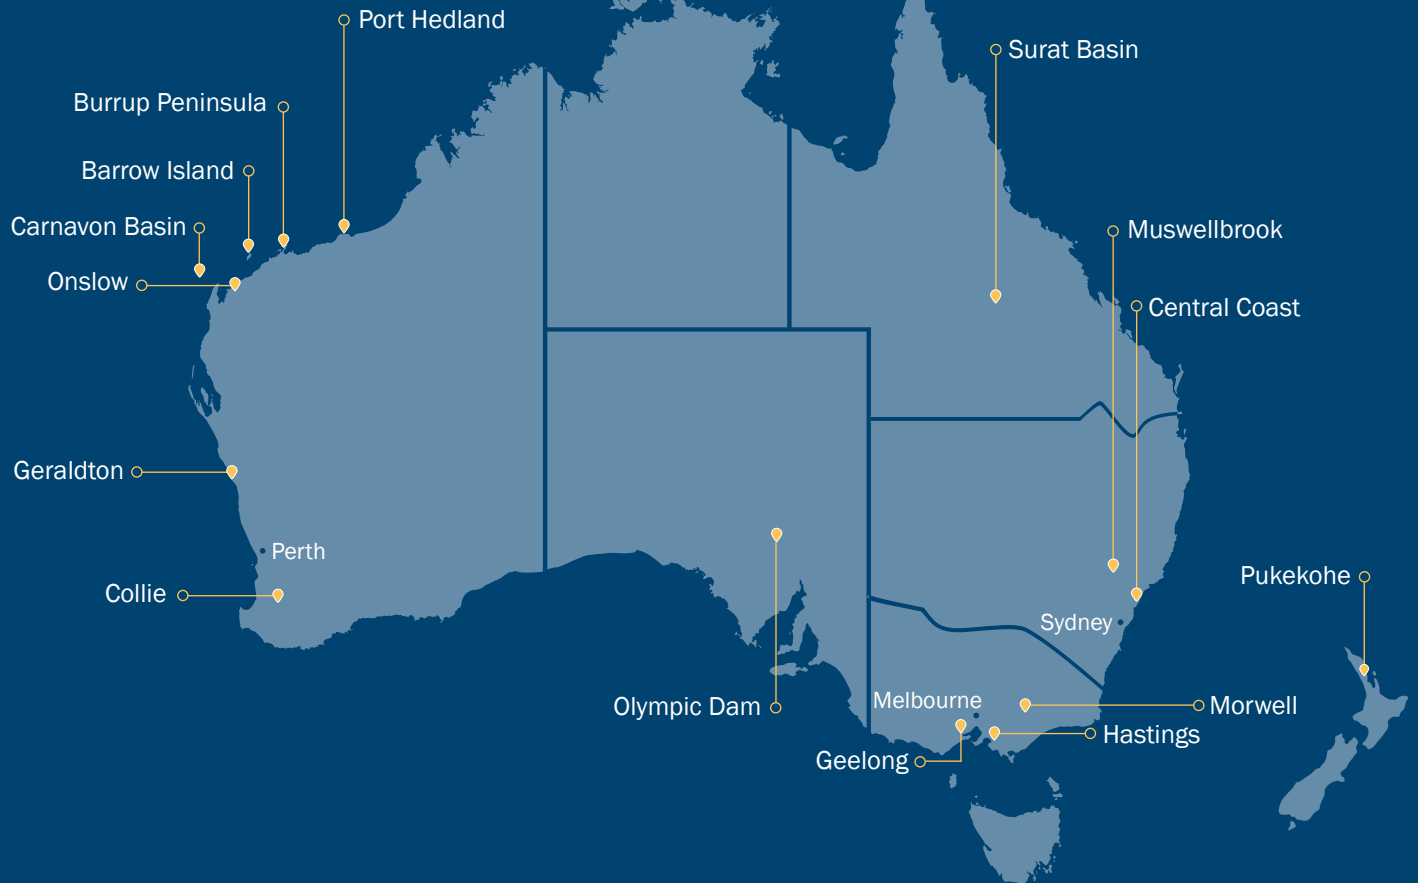 Port Hedland
Surat Basin
Burrup Peninsula
Barrow Island
Carnavon Basin
Muswellbrook
Onslow
Central Coast
Geraldton
Perth
Pukekohe
Collie
Sydney
Melbourne
Olympic Dam
Morwell
Hastings
Geelong